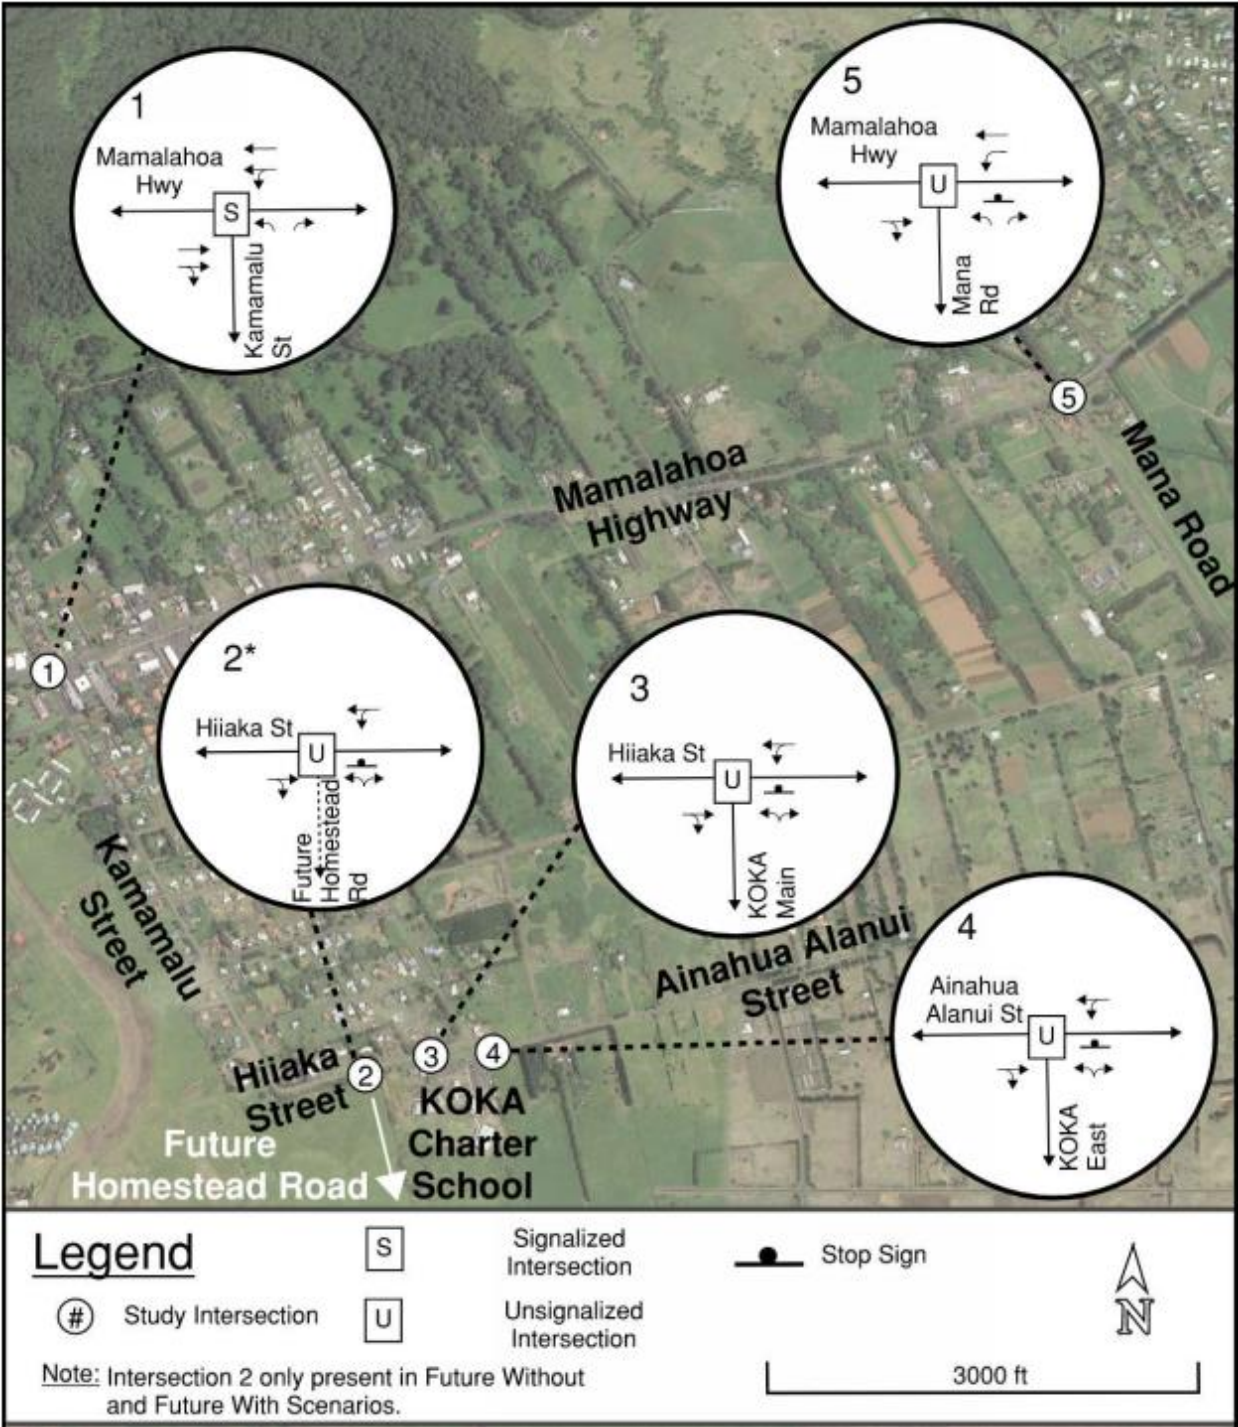 1
Mamalahoa
Hwy
S
Kamamalu
St
5
Mamalahoa
Hwy
U
Mana
Rd
5
Mana Road
Mamalahoa
Highway
1
2*
Hiiaka St
U
Future
Homestead
Rd
3
Hiiaka St
U
KOKA
Main
Kamamalu
Street
Ainahua Alanui
Street
4
Ainahua
Alanui St
U
KOKA
East
Hiiaka
Street
2
3
4
KOKA
Charter
School
Future
Homestead Road
Legend
# Study Intersection
S Signalized
Intersection
U Unsignalized
Intersection
Stop Sign
N
3000 ft
Note: Intersection 2 only present in Future Without
and Future With Scenarios.